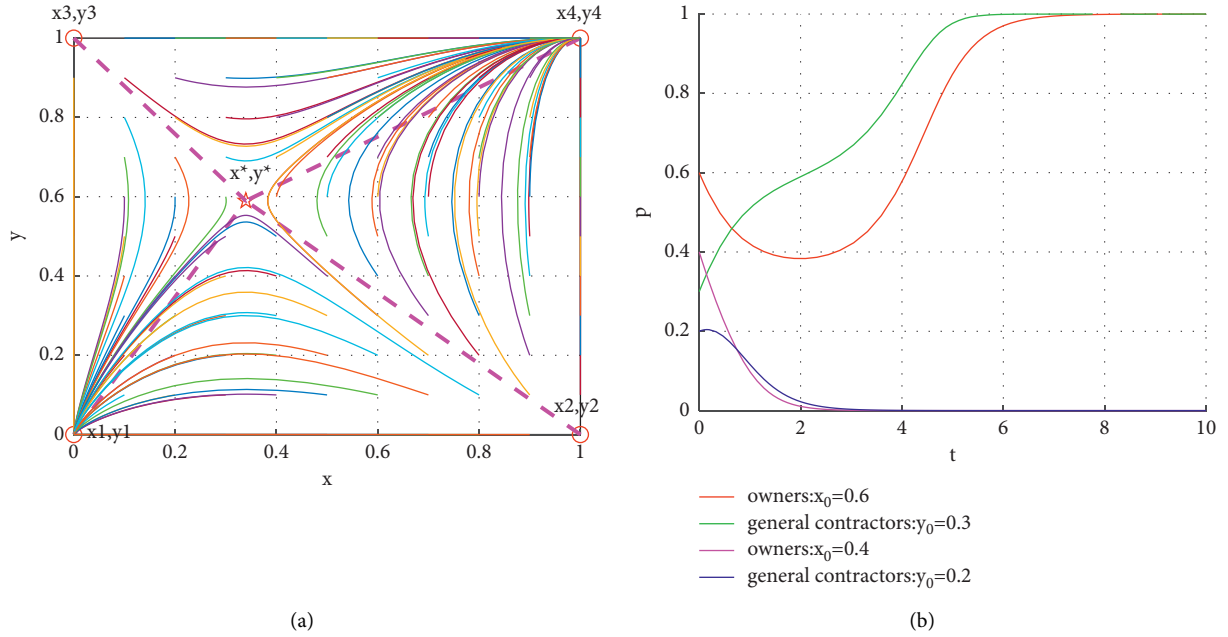 x3,y3
x4,y4
1
0.8
0.6
0.4
0.2
0
y
x*,y*
x2,y2
x1,y1
0
0.2
0.4
0.6
0.8
1
x
1
0.8
0.6
0.4
0.2
0
p
0
2
4
6
8
10
t
owners:x₀=0.6
general contractors:y₀=0.3
owners:x₀=0.4
general contractors:y₀=0.2
(a)
(b)